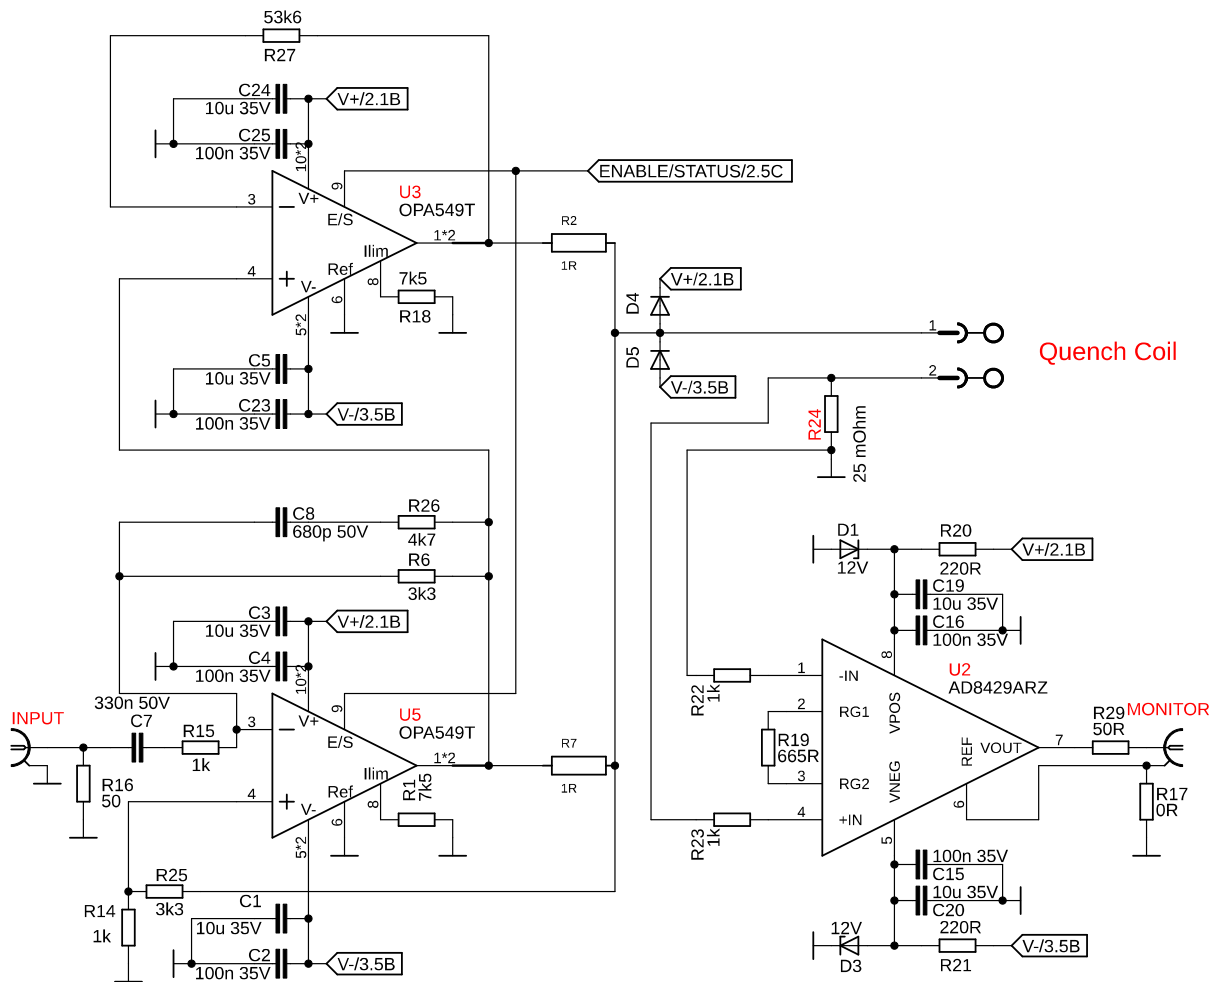 53k6
R27
C24
10u 35V
V+/2.1B
C25
100n 35V
10*2
9
ENABLE/STATUS/2.5C
3
V+
E/S
U3
OPA549T
1*2
R2
1R
4
Ilim
Ref
V-
8
6
5*2
7k5
R18
V+/2.1B
D4
D5
V-/3.5B
1
2
Quench Coil
C5
10u 35V
C23
100n 35V
V-/3.5B
R24
25 mOhm
C8
680p 50V
R26
4k7
R6
3k3
D1
12V
R20
220R
V+/2.1B
C19
10u 35V
C16
100n 35V
C3
10u 35V
V+/2.1B
C4
100n 35V
10*2
9
330n 50V
C7
INPUT
R15
1k
R16
50
3
V+
E/S
U5
OPA549T
1*2
R7
1R
4
Ilim
Ref
V-
8
6
5*2
R1
7k5
R22
1k
1
-IN
8
VPOS
U2
AD8429ARZ
2
RG1
R19
665R
3
RG2
VNEG
REF
VOUT
7
R29
50R
MONITOR
R23
1k
4
+IN
5
6
R17
0R
R25
3k3
R14
1k
C1
10u 35V
C2
100n 35V
V-/3.5B
100n 35V
C15
10u 35V
C20
12V
D3
220R
R21
V-/3.5B